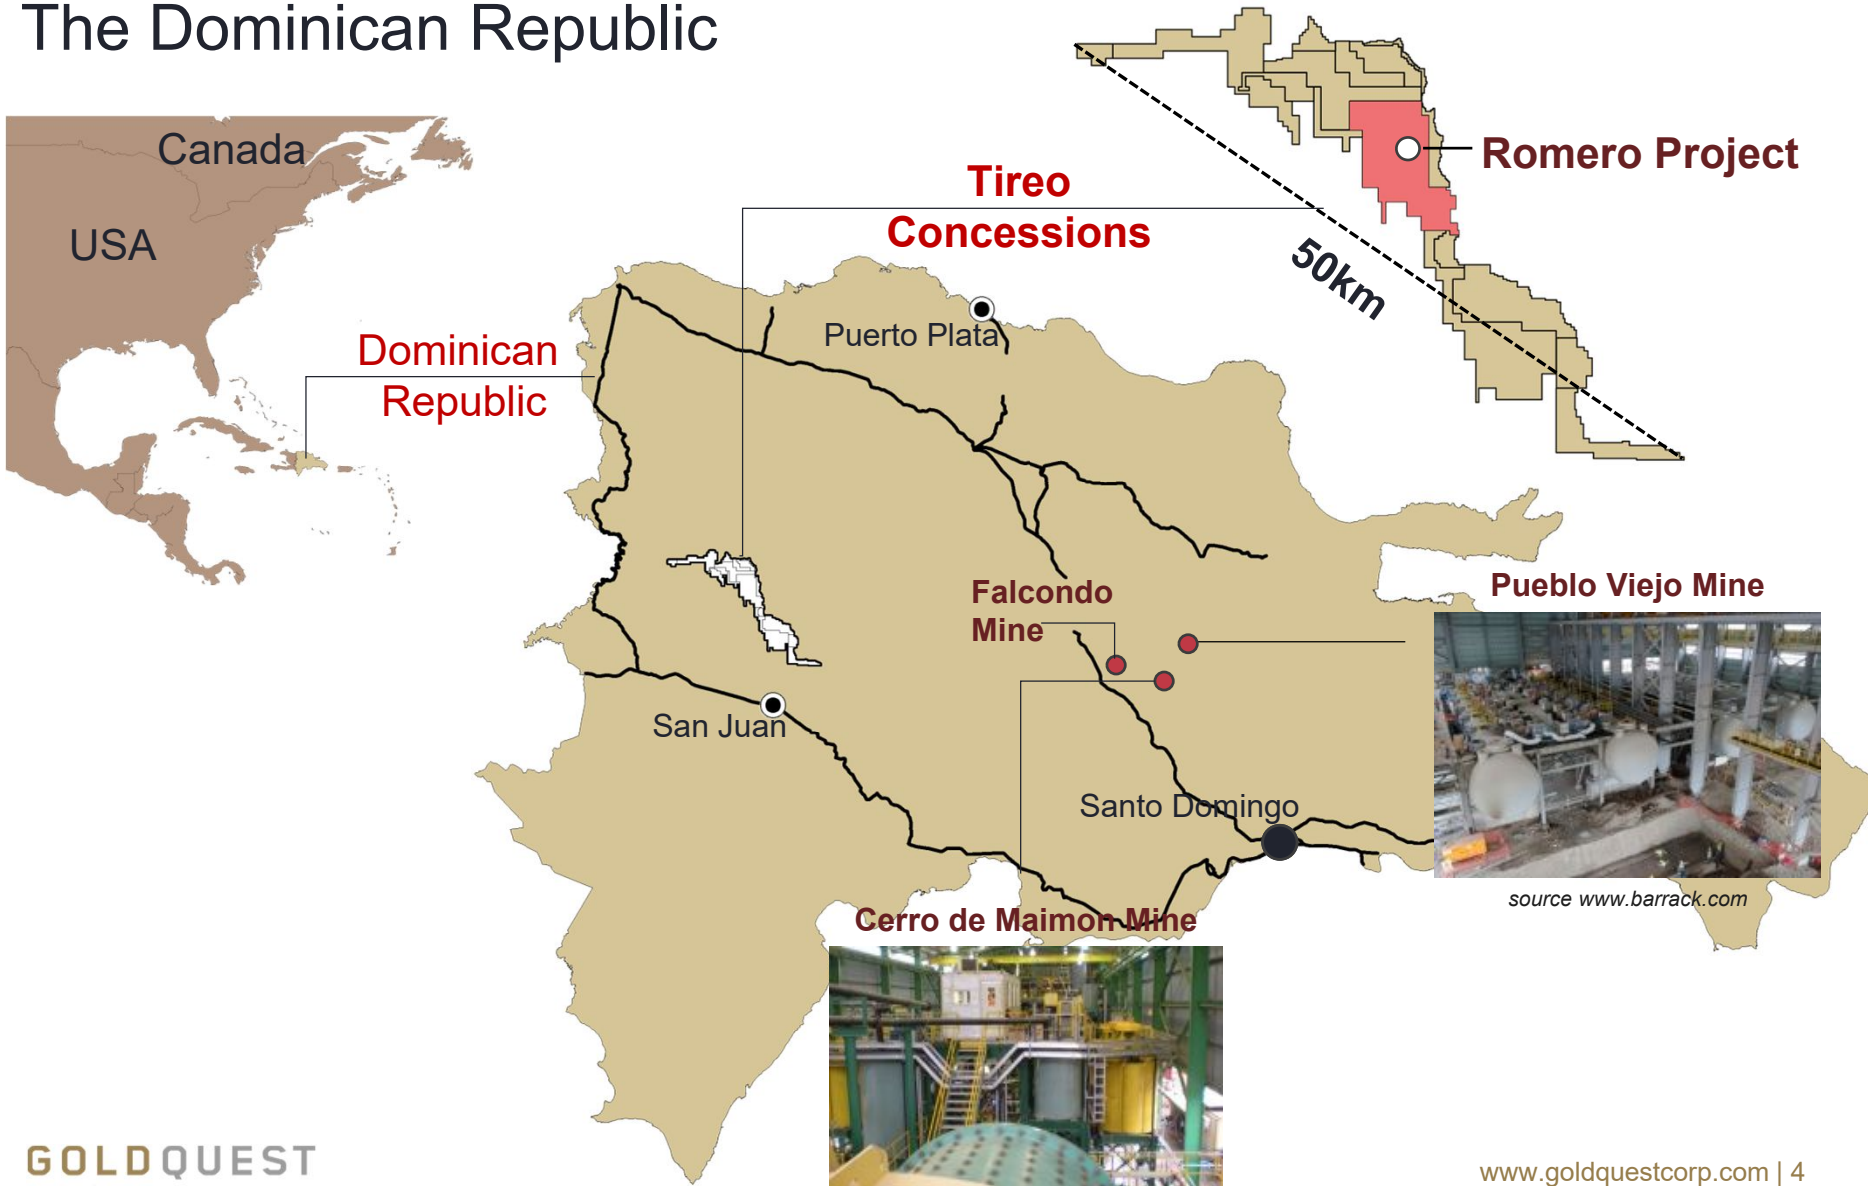 The Dominican Republic
Canada
USA
Tireo
Concessions
Romero Project
50km
Dominican
Republic
Puerto Plata
Falcondo
Mine
Pueblo Viejo Mine
San Juan
Santo Domingo
source www.barrack.com
Cerro de Maimon Mine
GOLDQUEST
www.goldquestcorp.com | 4